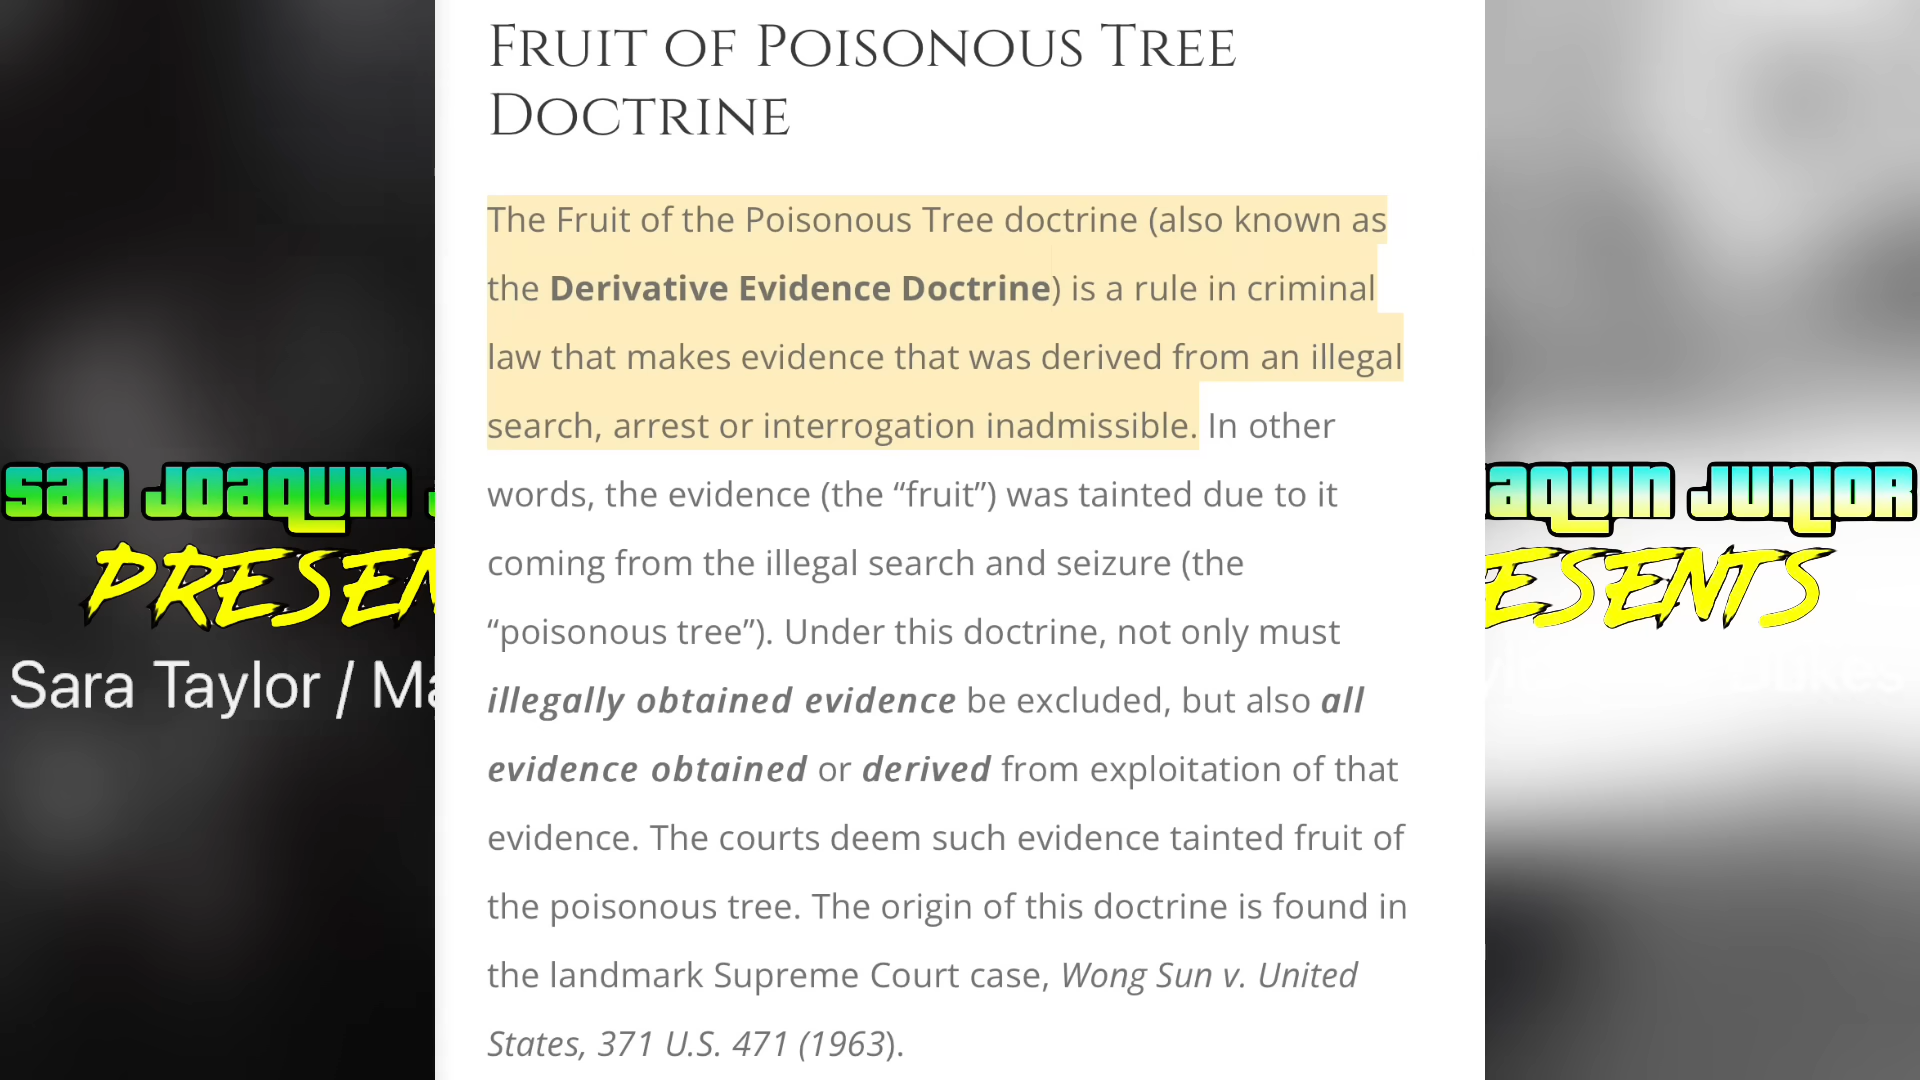 Fruit of Poisonous Tree
Doctrine
The Fruit of the Poisonous Tree doctrine (also known as
the Derivative Evidence Doctrine) is a rule in criminal
law that makes evidence that was derived from an illegal
search, arrest or interrogation inadmissible. In other
words, the evidence (the “fruit”) was tainted due to it
coming from the illegal search and seizure (the
“poisonous tree”). Under this doctrine, not only must
illegally obtained evidence be excluded, but also all
evidence obtained or derived from exploitation of that
evidence. The courts deem such evidence tainted fruit of
the poisonous tree. The origin of this doctrine is found in
the landmark Supreme Court case, Wong Sun v. United
States, 371 U.S. 471 (1963).
San Joaquin J
PRESEN
Sara Taylor / Ma
aquin Junior
ESENTS
Dukes